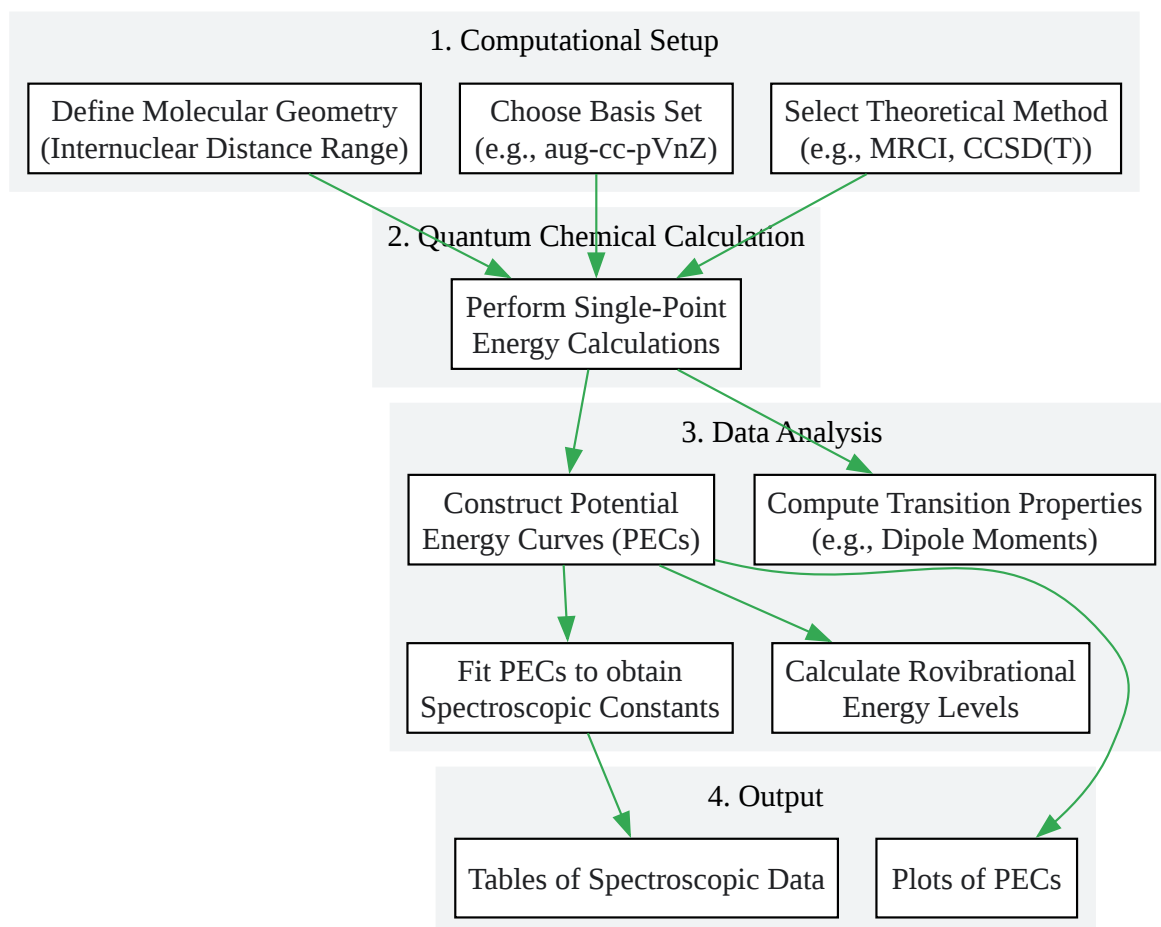 1. Computational Setup
Define Molecular Geometry
(Internuclear Distance Range)
Choose Basis Set
(e.g., aug-cc-pVnZ)
Select Theoretical Method
(e.g., MRCI, CCSD(T))
2. Quantum Chemical Calculation
Perform Single-Point
Energy Calculations
3. Data Analysis
Construct Potential
Energy Curves (PECs)
Compute Transition Properties
(e.g., Dipole Moments)
Fit PECs to obtain
Spectroscopic Constants
Calculate Rovibrational
Energy Levels
4. Output
Tables of Spectroscopic Data
Plots of PECs